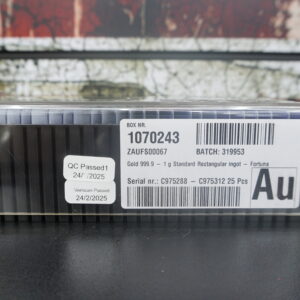 BOX NR.
1070243
ZAUFS00067 BATCH: 319953
Gold 999.9 - 1 g Standard Rectangular Ingot - Fortuna
Serial nr.: C975288 - C975312 25 Pcs
Au
QC Passed1
24/ /2025
Veriscan Passed
24/2/2025